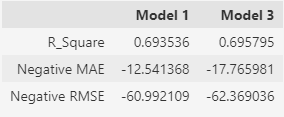 Model 1 Model 3
R_Square 0.693536 0.695795
Negative MAE -12.541368 -17.765981
Negative RMSE -60.992109 -62.369036